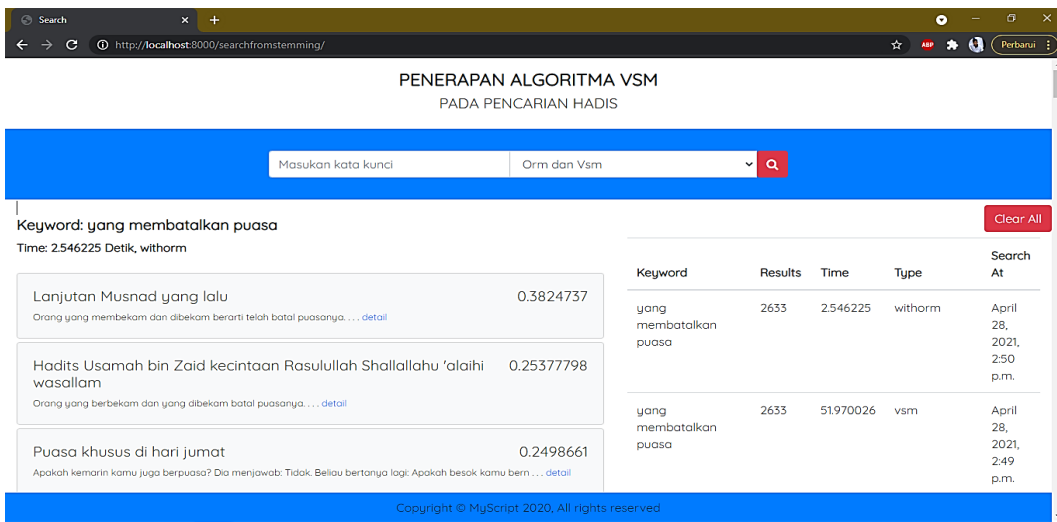 Search
http://localhost:8000/searchfromstemming/
ABP
Perbarui
PENERAPAN ALGORITMA VSM
PADA PENCARIAN HADIS
Masukan kata kunci
Orm dan Vsm
Clear All
Keyword: yang membatalkan puasa
Time: 2.546225 Detik, withorm
Lanjutan Musnad yang lalu 0.3824737
Orang yang membekam dan dibekam berarti telah batal puasanya. . . . detail
Hadits Usamah bin Zaid kecintaan Rasulullah Shallallahu 'alaihi 0.25377798
wasallam
Orang yang berbekam dan yang dibekam batal puasanya. . . . detail
Puasa khusus di hari jumat 0.2498661
Apakah kemarin kamu juga berpuasa? Dia menjawab: Tidak. Beliau bertanya lagi: Apakah besok kamu bern . . . detail
Search
Keyword Results Time Type At
yang 2633 2.546225 withorm April
membatalkan 28,
puasa 2021,
2:50
p.m.
yang 2633 51.970026 vsm April
membatalkan 28,
puasa 2021,
2:49
p.m.
Copyright © MyScript 2020, All rights reserved